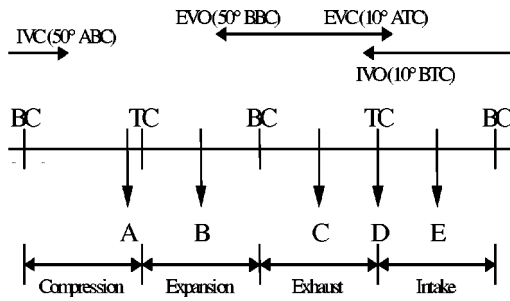 EVO (50° BBC) EVC (10° ATC)
IVC (50° ABC)
IVO (10° BTC)
BC TC BC TC BC
A B C D E
Compression Expansion Exhaust Intake